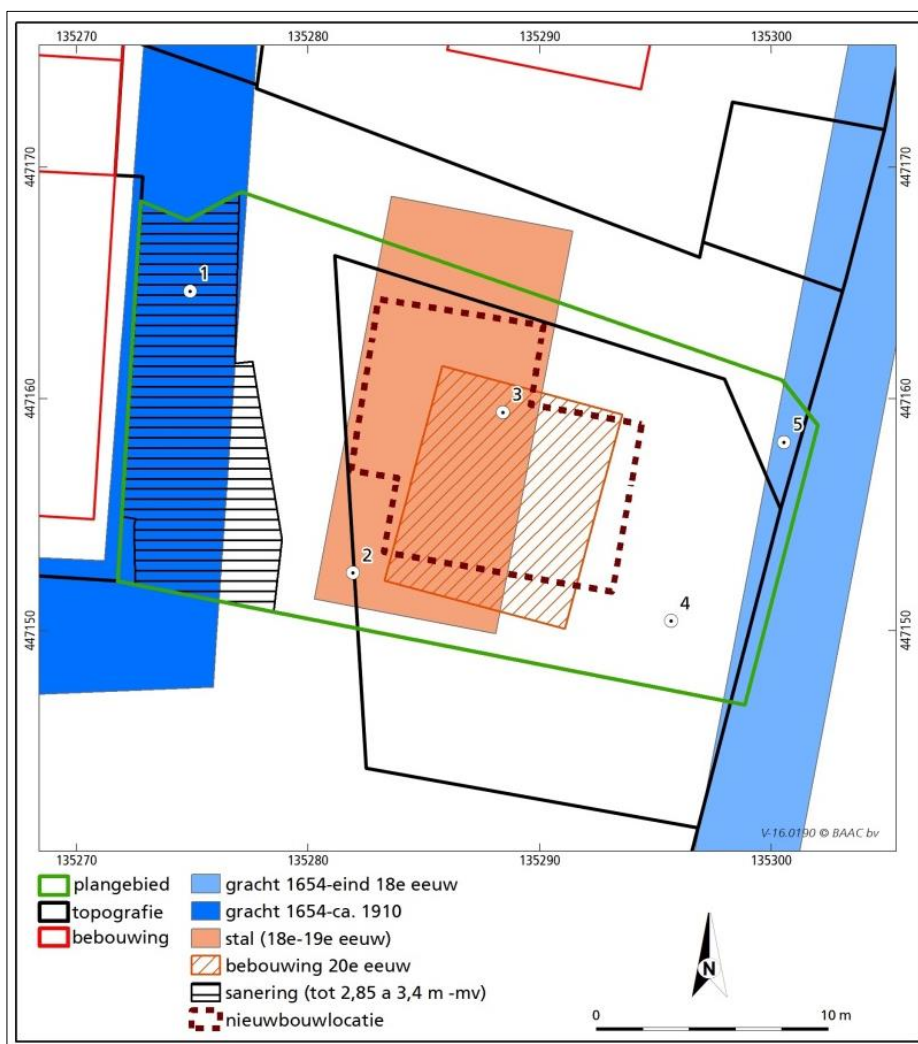 135270 135280 135290 135300
447170 447170
1
3
447160 447160
5
2
4
447150 447150
V-16.0190 © BAAC bv
135270 135280 135290 135300
plangebied
topografie
bebouwing
gracht 1654-eind 18e eeuw
gracht 1654-ca. 1910
stal (18e-19e eeuw)
bebouwing 20e eeuw
sanering (tot 2,85 a 3,4 m -mv)
nieuwbouwlocatie
N
0 10 m